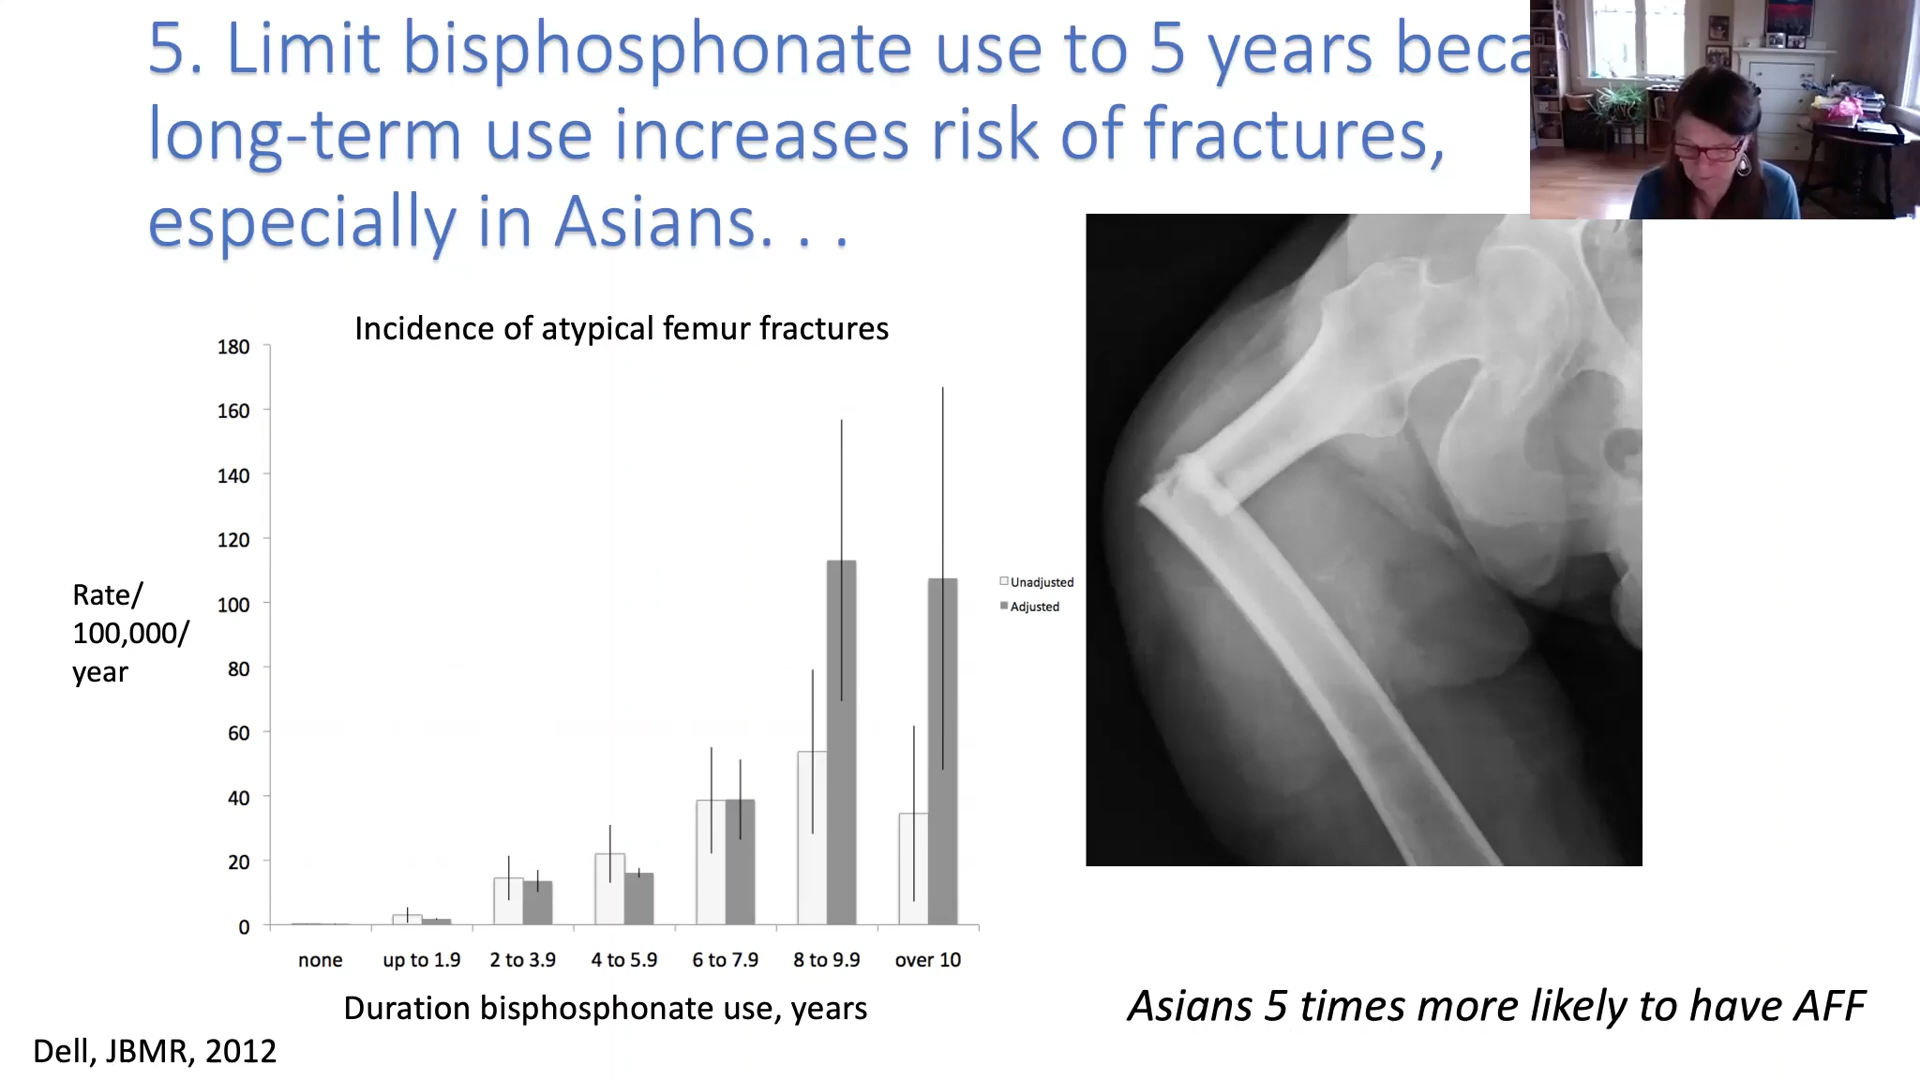 5. Limit bisphosphonate use to 5 years beca
long-term use increases risk of fractures,
especially in Asians. . .
Incidence of atypical femur fractures
180
160
140
120
100
80
60
40
20
0
Rate/
100,000/
year
Unadjusted
Adjusted
none up to 1.9 2 to 3.9 4 to 5.9 6 to 7.9 8 to 9.9 over 10
Duration bisphosphonate use, years
Asians 5 times more likely to have AFF
Dell, JBMR, 2012